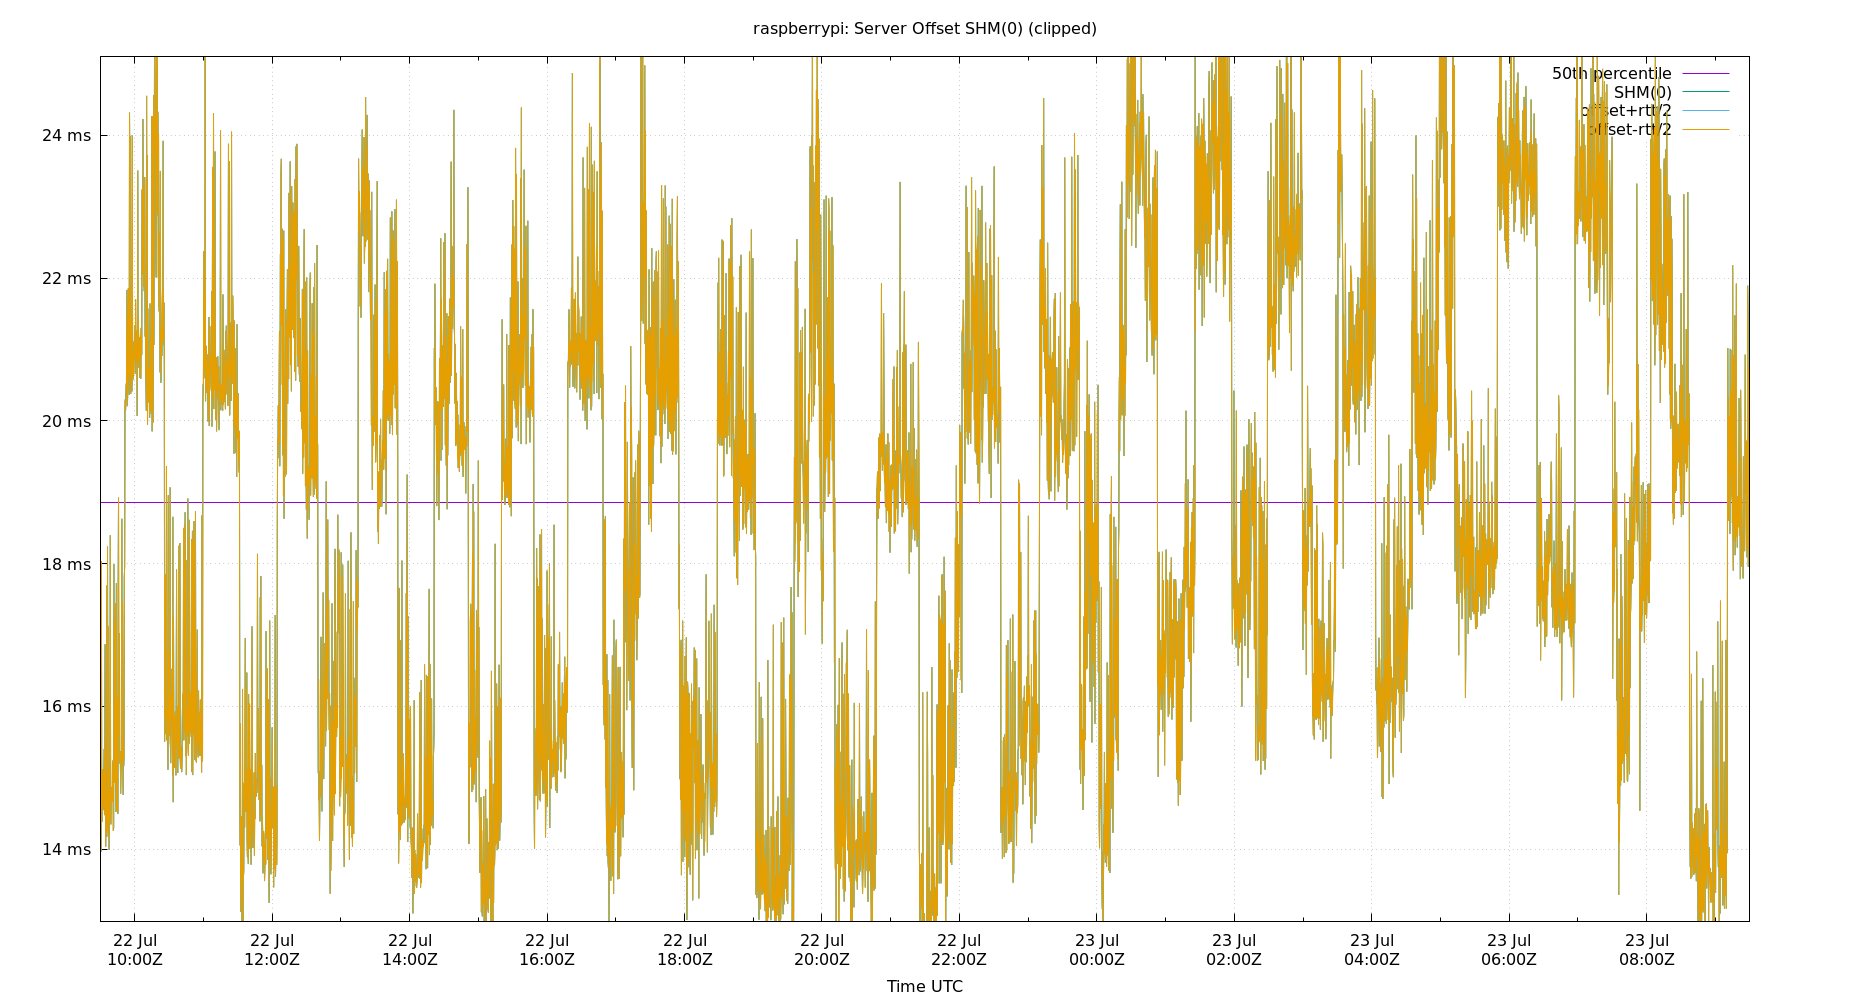 raspberrypi: Server Offset SHM(0) (clipped)
50th percentile
SHM(0)
offset+rtt/2
offset-rtt/2
24 ms
22 ms
20 ms
18 ms
16 ms
14 ms
22 Jul 22 Jul 22 Jul 22 Jul 22 Jul 22 Jul 22 Jul 23 Jul 23 Jul 23 Jul 23 Jul 23 Jul
10:00Z 12:00Z 14:00Z 16:00Z 18:00Z 20:00Z 22:00Z 00:00Z 02:00Z 04:00Z 06:00Z 08:00Z
Time UTC